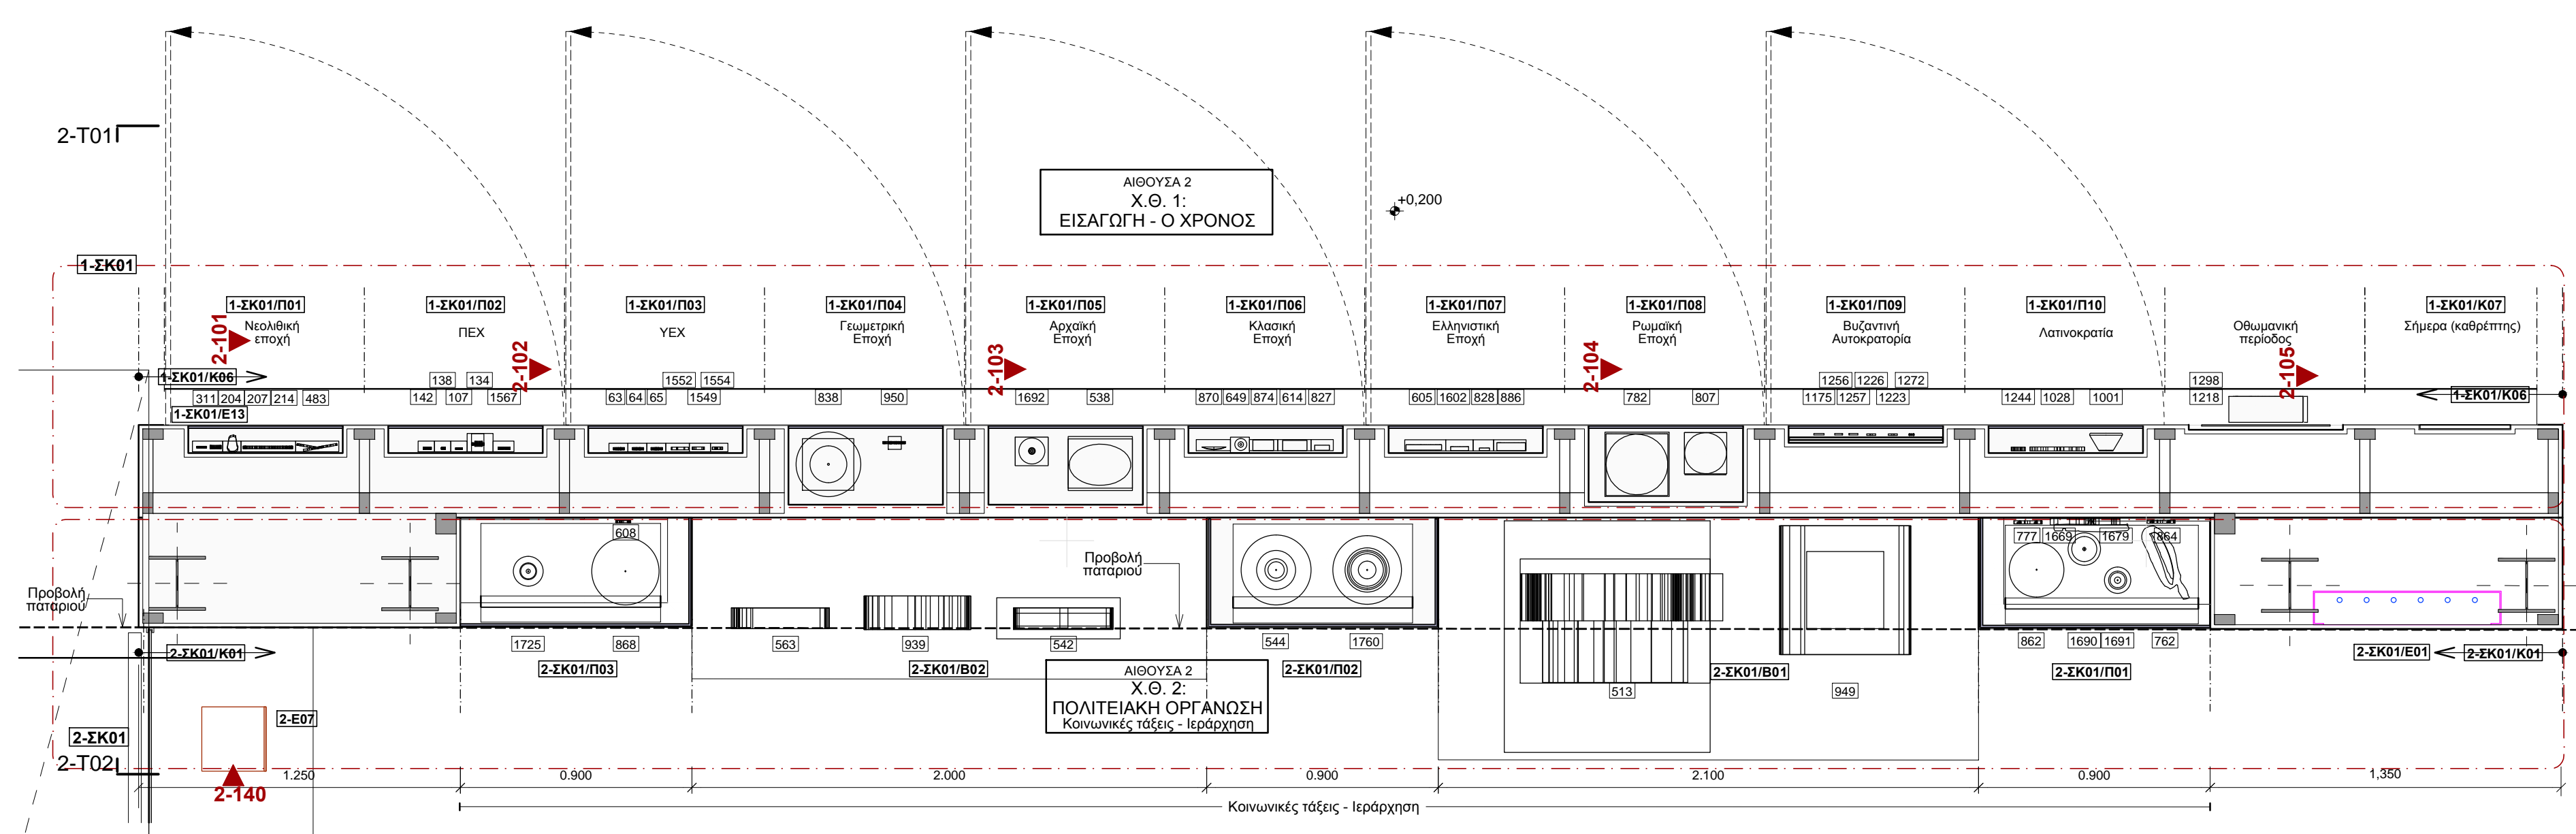 2-T01
ΑΙΘΟΥΣΑ 2
Χ.Θ. 1:
ΕΙΣΑΓΩΓΗ - Ο ΧΡΟΝΟΣ
+0,200
1-ΣΚ01
1-ΣΚ01/Π01
1-ΣΚ01/Π02
1-ΣΚ01/Π03
1-ΣΚ01/Π04
1-ΣΚ01/Π05
1-ΣΚ01/Π06
1-ΣΚ01/Π07
1-ΣΚ01/Π08
1-ΣΚ01/Π09
1-ΣΚ01/Π10
1-ΣΚ01/Κ07
Νεολιθική
εποχή
ΠΕΧ
ΥΕΧ
Γεωμετρική
Εποχή
Αρχαϊκή
Εποχή
Κλασική
Εποχή
Ελληνιστική
Εποχή
Ρωμαϊκή
Εποχή
Βυζαντινή
Αυτοκρατορία
Λατινοκρατία
Οθωμανική
περίοδος
Σήμερα (καθρέπτης)
2-101
2-102
2-103
2-104
2-105
1-ΣΚ01/Κ06
138 134
1552 1554
1256 1226 1272
1298
1-ΣΚ01/Κ06
311 204 207 214 483
142 107 1567
63 64 65 1549
838 950
1692 538
870 649 874 614 827
605 1602 828 886
782 807
1175 1257 1223
1244 1028 1001
1218
1-ΣΚ01/Ε13
608
777 1669 1679 1864
Προβολή
παταριού
Προβολή
παταριού
2-ΣΚ01/Κ01
1725 868
563
939
542
544 1760
862 1690 1691 762
2-ΣΚ01/Ε01
2-ΣΚ01/Κ01
2-ΣΚ01/Π03
2-ΣΚ01/Β02
2-ΣΚ01/Π02
2-ΣΚ01/Β01
2-ΣΚ01/Π01
513
949
ΑΙΘΟΥΣΑ 2
Χ.Θ. 2:
ΠΟΛΙΤΕΙΑΚΗ ΟΡΓΑΝΩΣΗ
Κοινωνικές τάξεις - Ιεράρχηση
2-Ε07
2-ΣΚ01
2-T02
2-140
1.250
0.900
2.000
0.900
2.100
0.900
1,350
Κοινωνικές τάξεις - Ιεράρχηση